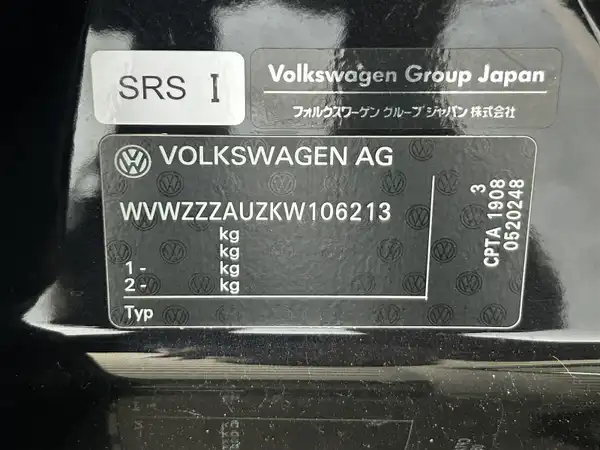 SRS I
Volkswagen Group Japan
フォルクスワーゲン グループ ジャパン 株式会社
VOLKSWAGEN AG
WVWZZZAUZKW106213
kg
kg
1 - kg
2 - kg
Typ
3
CPTA 1908
0520248